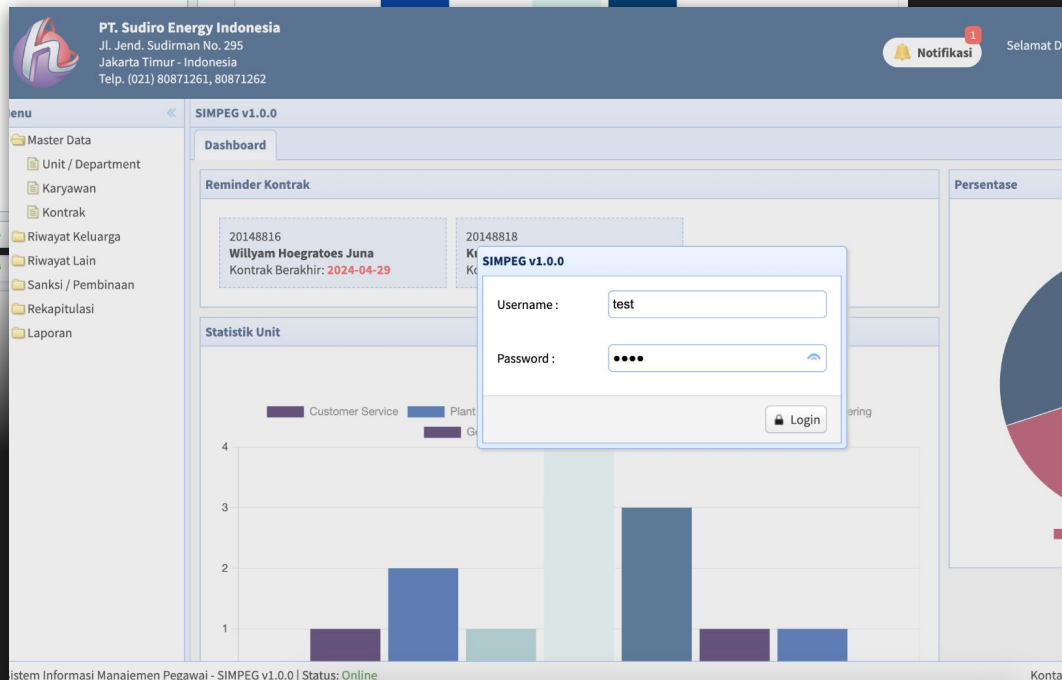 PT. Sudiro Energy Indonesia
Jl. Jend. Sudirman No. 295
Jakarta Timur - Indonesia
Telp. (021) 80871261, 80871262
1
Notifikasi
Selamat D
enu
SIMPEG v1.0.0
Master Data
Unit / Department
Karyawan
Kontrak
Riwayat Keluarga
Riwayat Lain
Sanksi / Pembinaan
Rekapitulasi
Laporan
Dashboard
Reminder Kontrak
20148816
Willyam Hoegratoes Juna
Kontrak Berakhir: 2024-04-29
20148818
Persentase
SIMPEG v1.0.0
Username :
test
Password :
Login
Statistik Unit
Customer Service
Plant
ering
4
3
2
1
istem Informasi Manajemen Pegawai - SIMPEG v1.0.0 | Status: Online
Konta